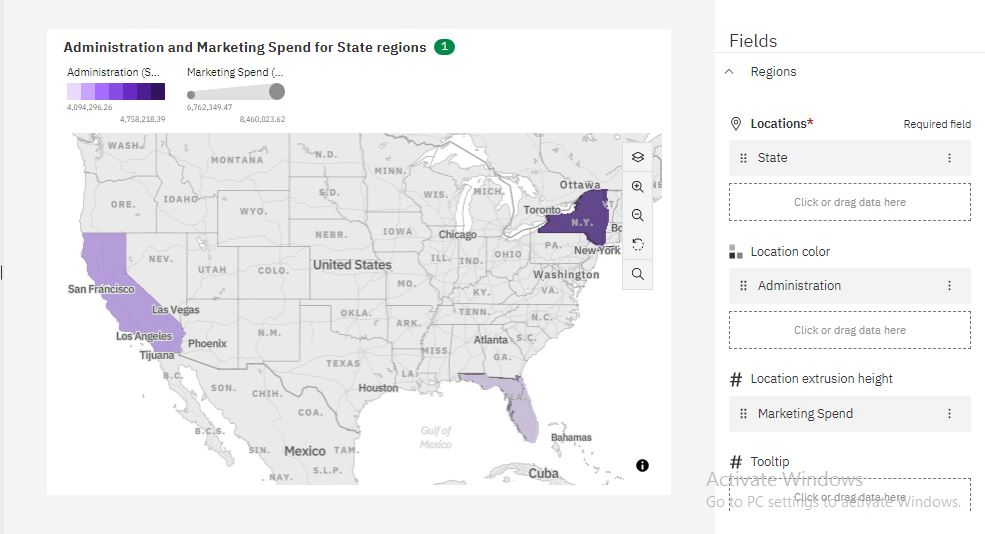 Administration and Marketing Spend for State regions 1
Administration (S...
Marketing Spend (...
4,094,296.26
4,758,218.39
6,762,349.47
8,460,023.62
WASH.
MONTANA
N.D.
MINN.
Ottawa
ORE.
IDAHO
S.D.
WIS.
MICH.
WYO.
Toronto
N.Y.
VT.
NEBR.
IOWA
Chicago
New York
NEV.
UTAH
COLO.
United States
ILL.
IND.
OHIO
PA.
San Francisco
MO.
Washington
KY.
VA.
Las Vegas
OKLA.
TENN.
N.C.
Los Angeles
Phoenix
N.M.
ARK.
Atlanta
S.C.
Tijuana
MISS.
GA.
B.C.
TEXAS
LA.
SON.
CHIH.
Houston
FLA.
COA.
B.C.S.
Gulf of
Mexico
Bahamas
SIN.
Mexico
TAM.
NAY.
S.L.P.
Cuba
Fields
Regions
Locations*
Required field
State
Click or drag data here
Location color
Administration
Click or drag data here
Location extrusion height
Marketing Spend
Tooltip
Click or drag data here
Activate Windows
Go to PC settings to activate Windows.